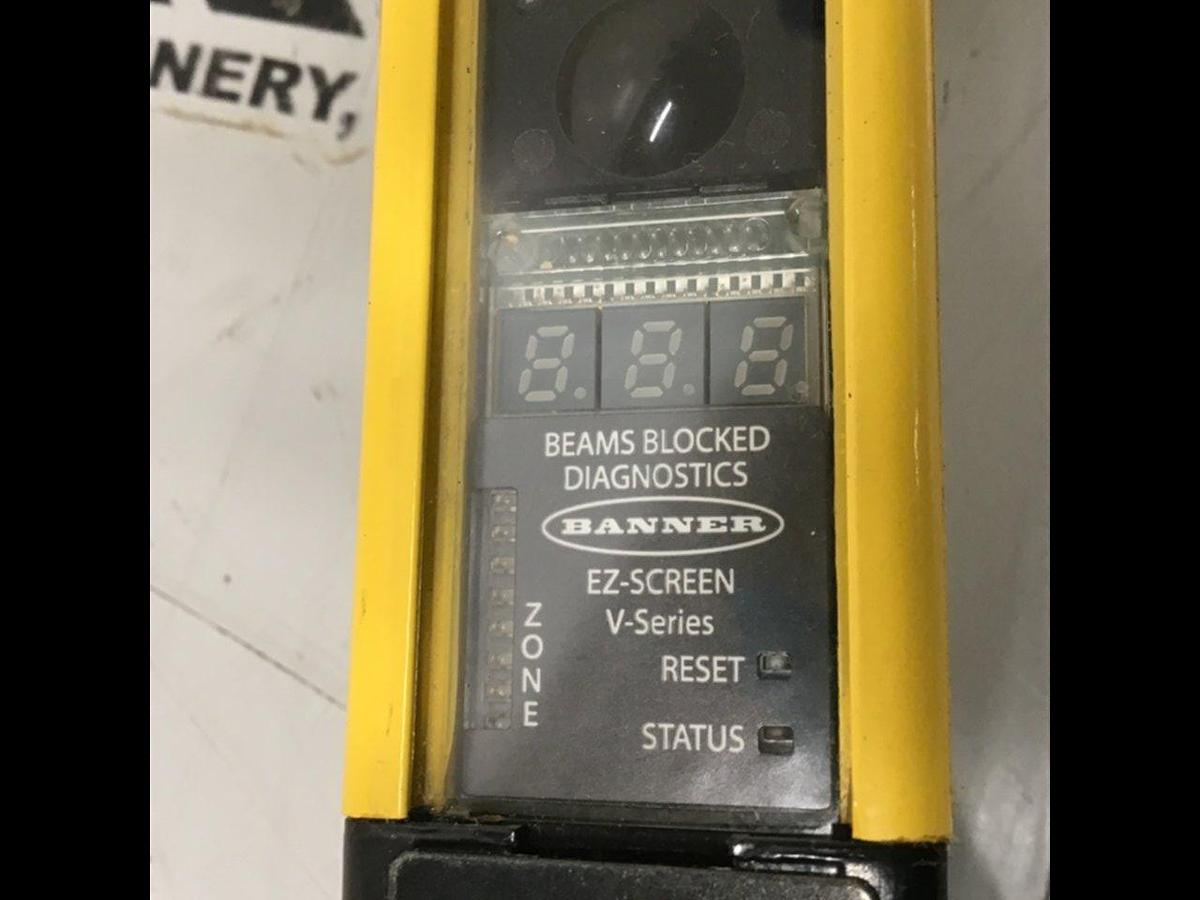 NERY,
BEAMS BLOCKED
DIAGNOSTICS
BANNER
EZ-SCREEN
V-Series
ZONE
RESET
STATUS